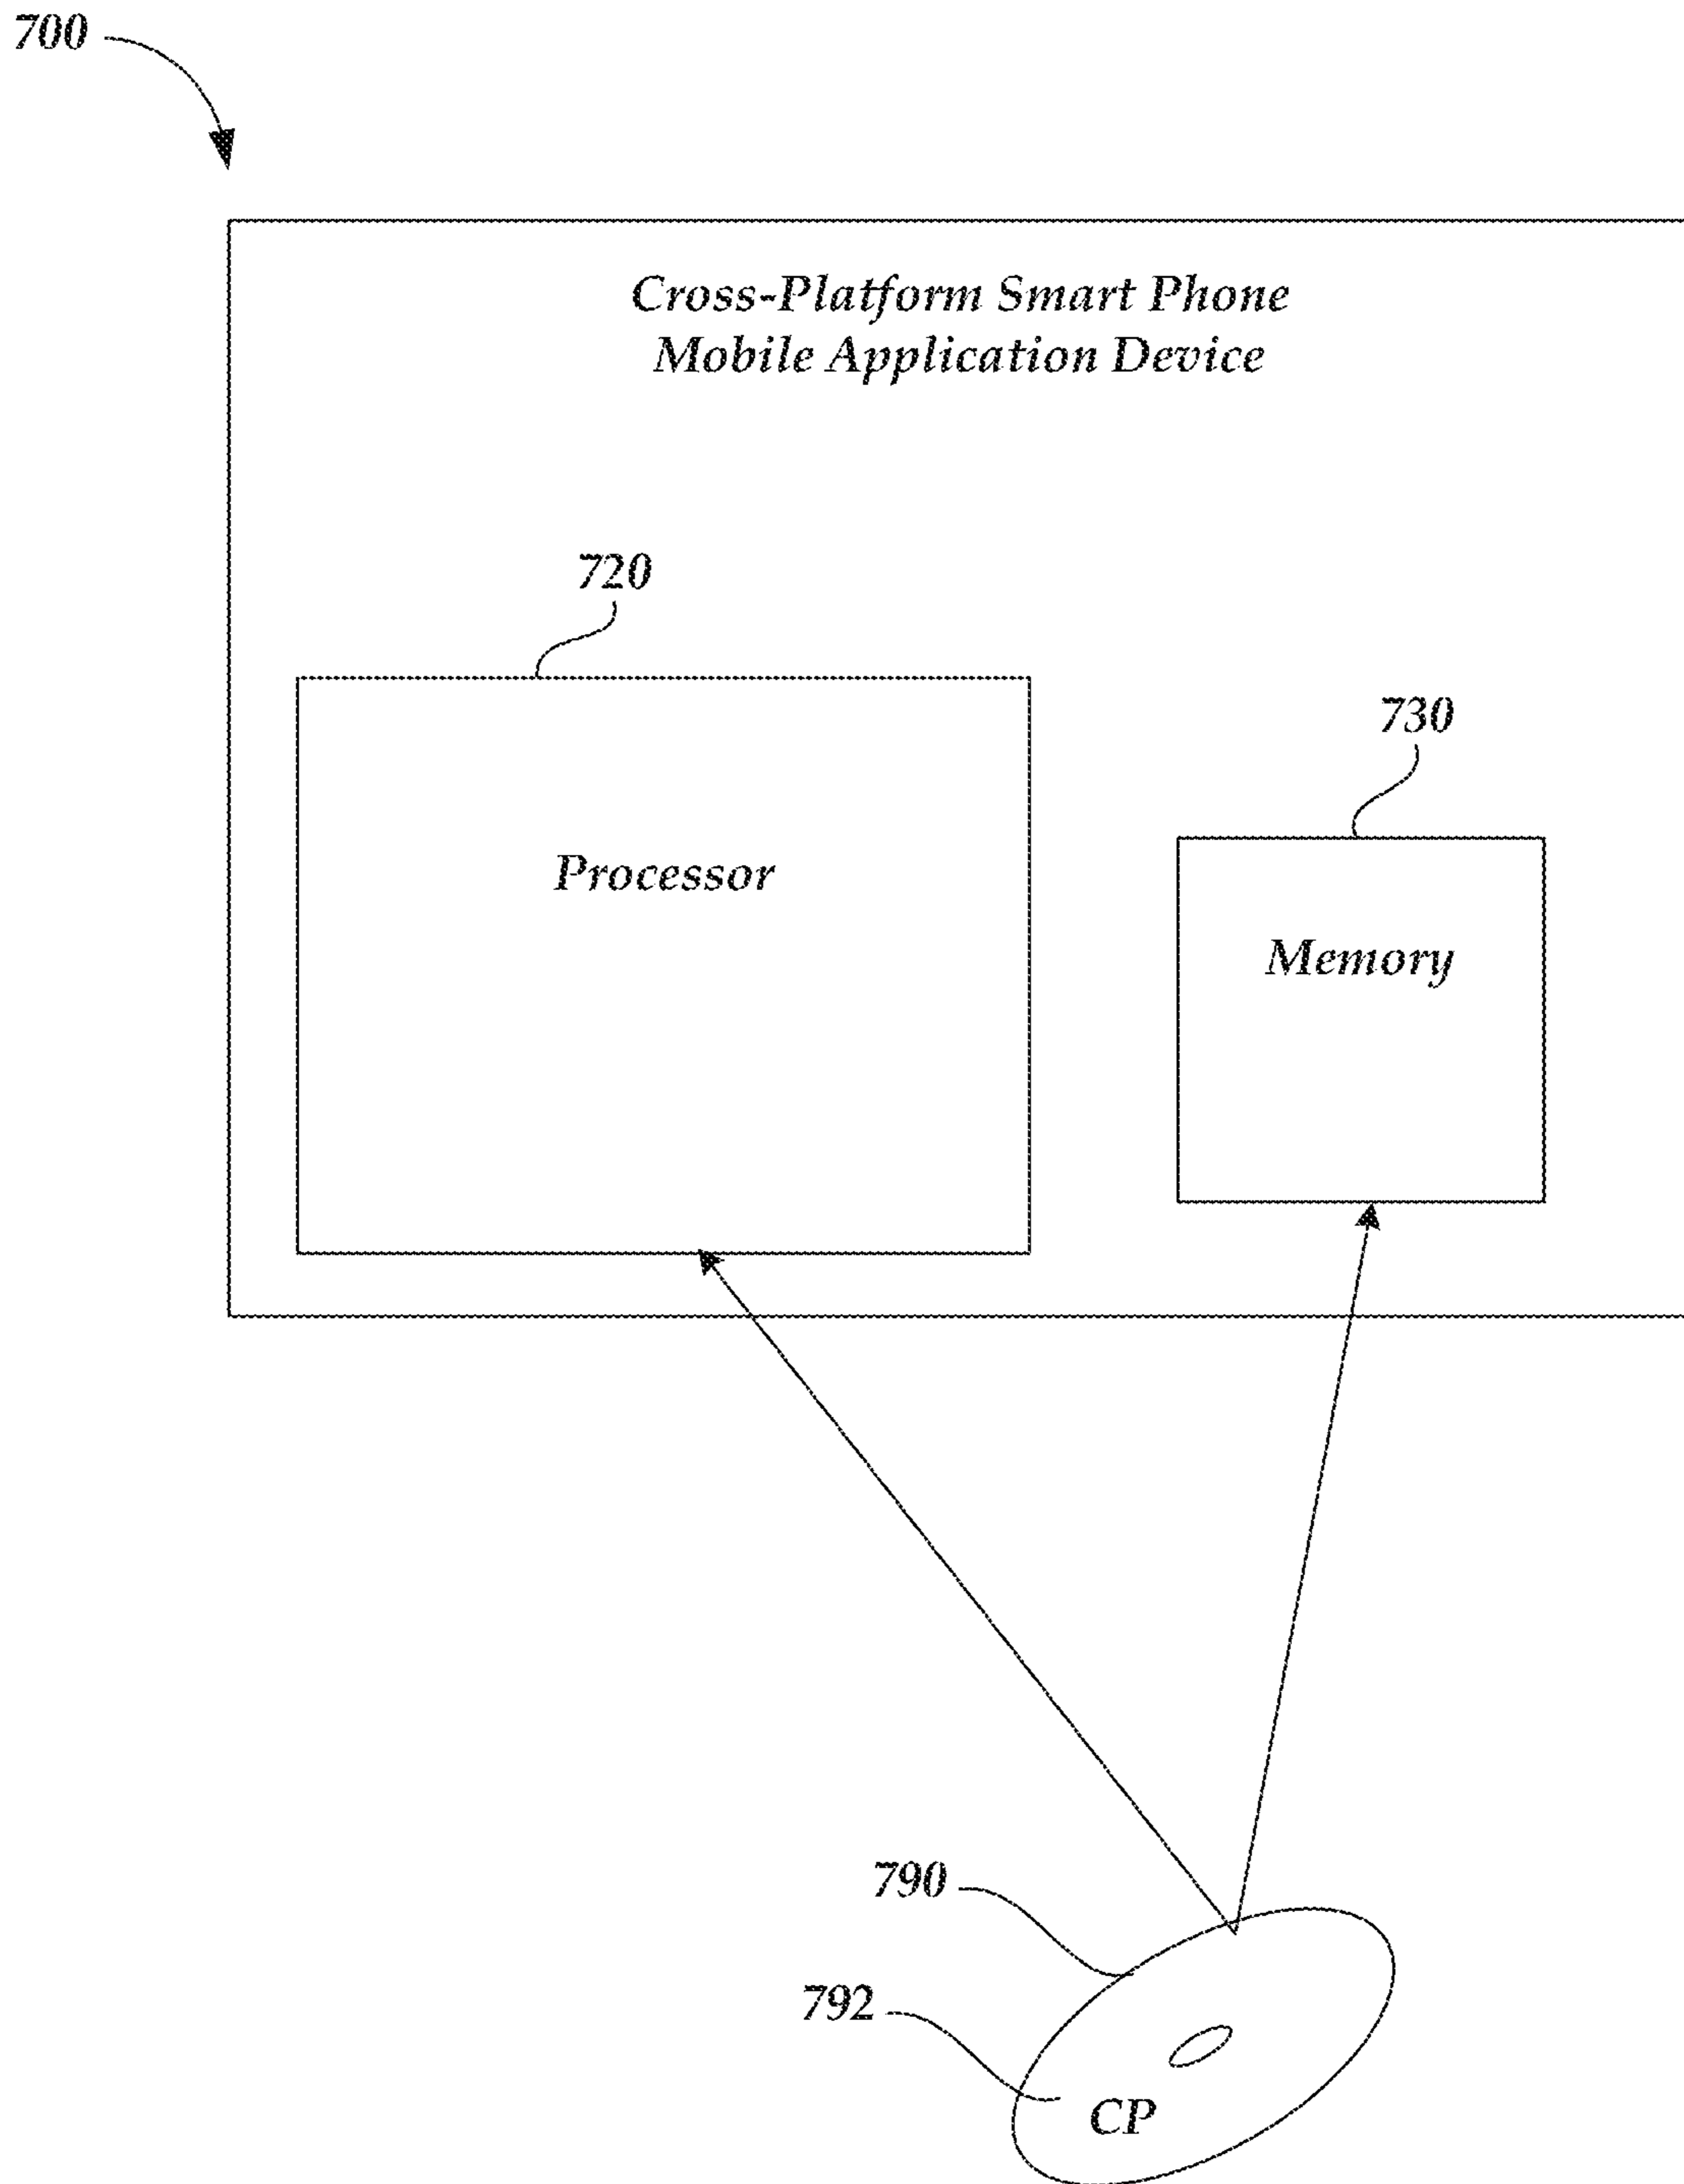 700
Cross-Platform Smart Phone
Mobile Application Device
720
730
Processor
Memory
790
792
CP